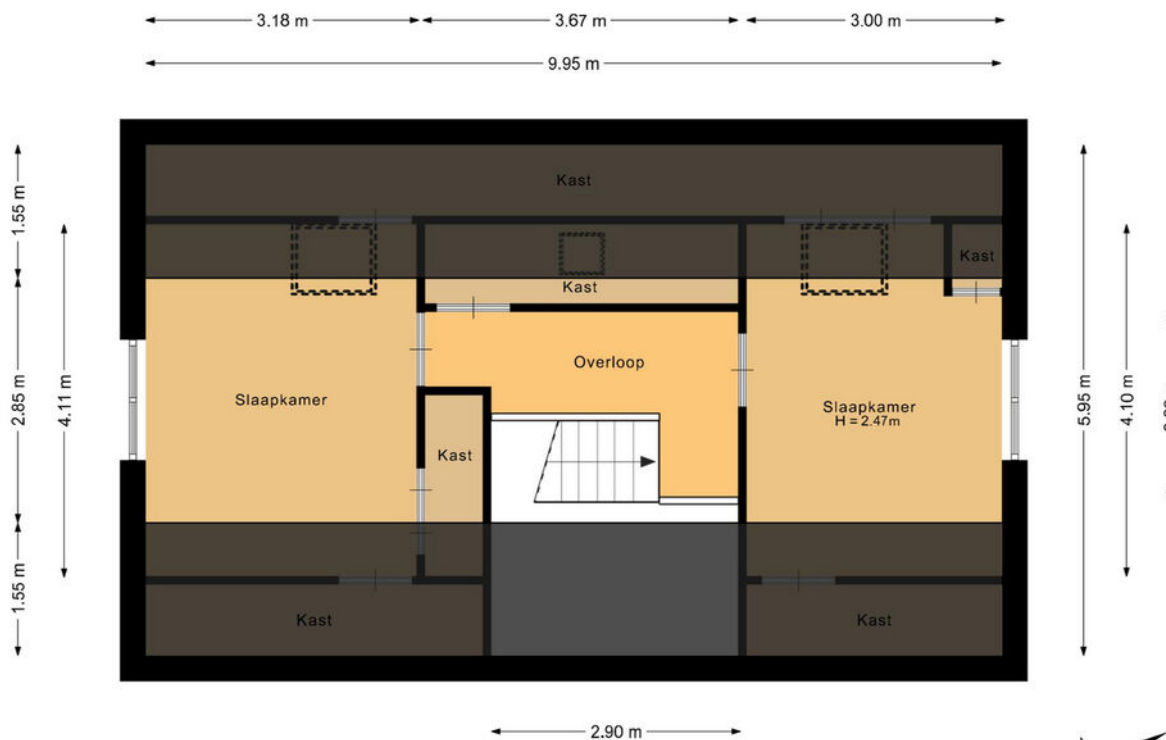 3.18 m
3.67 m
3.00 m
9.95 m
1.55 m
2.85 m
1.55 m
4.11 m
5.95 m
4.10 m
Kast
Kast
Kast
Overloop
Slaapkamer
Slaapkamer
H = 2.47m
Kast
Kast
Kast
2.90 m